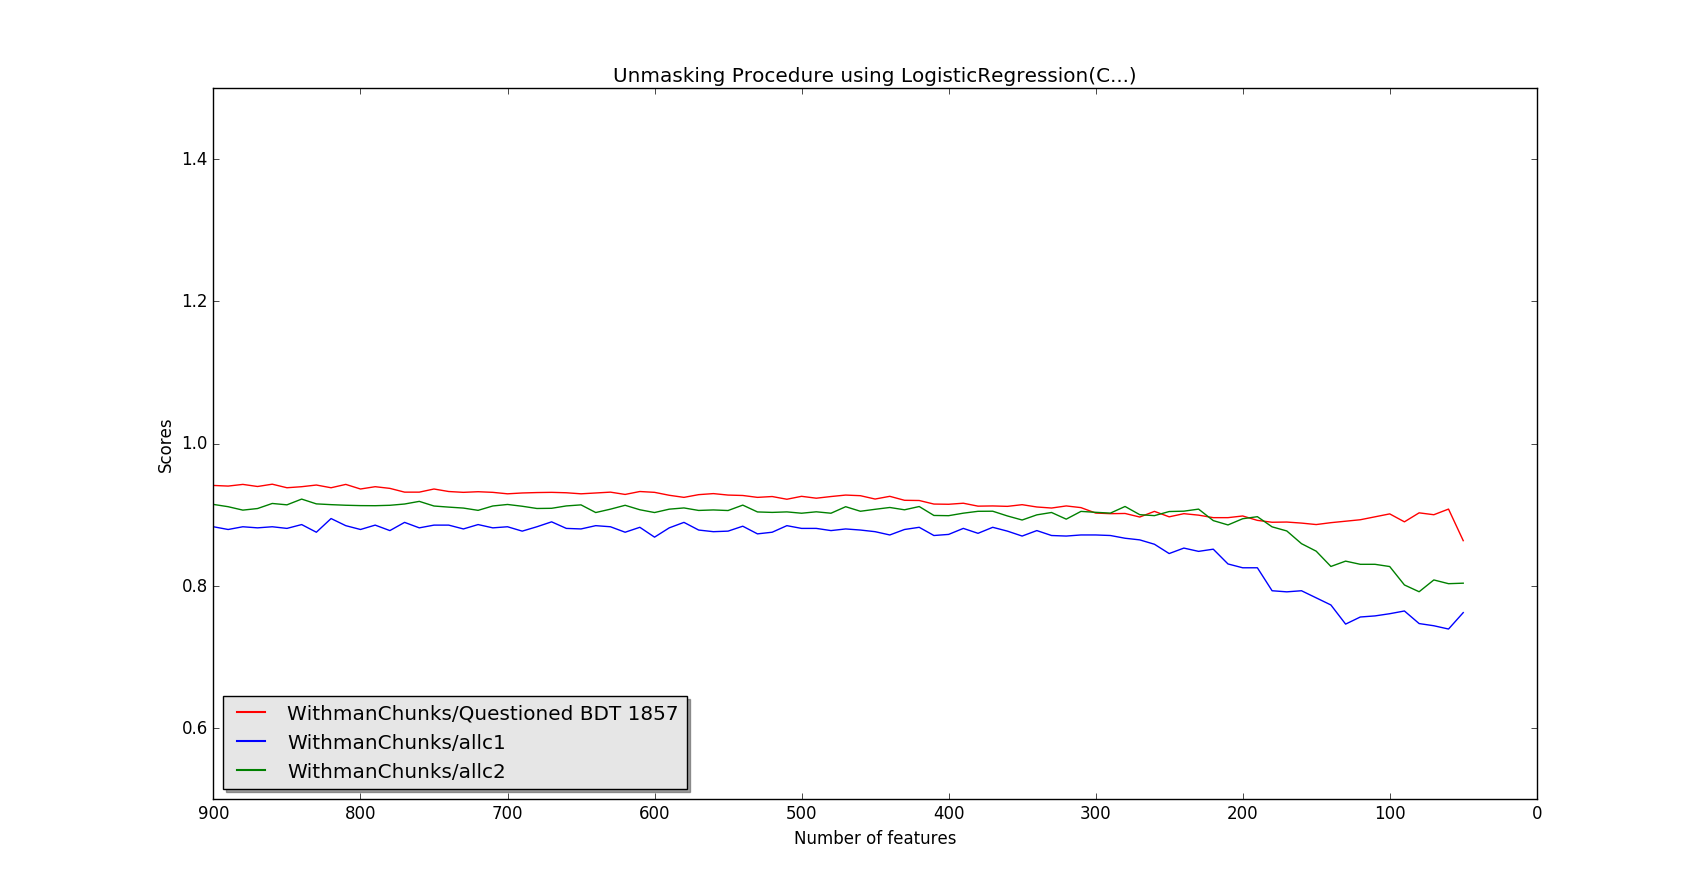 Unmasking Procedure using LogisticRegression(C...)
1.4
1.2
1.0
0.8
0.6
Scores
WithmanChunks/Questioned BDT 1857
WithmanChunks/allc1
WithmanChunks/allc2
900 800 700 600 500 400 300 200 100 0
Number of features